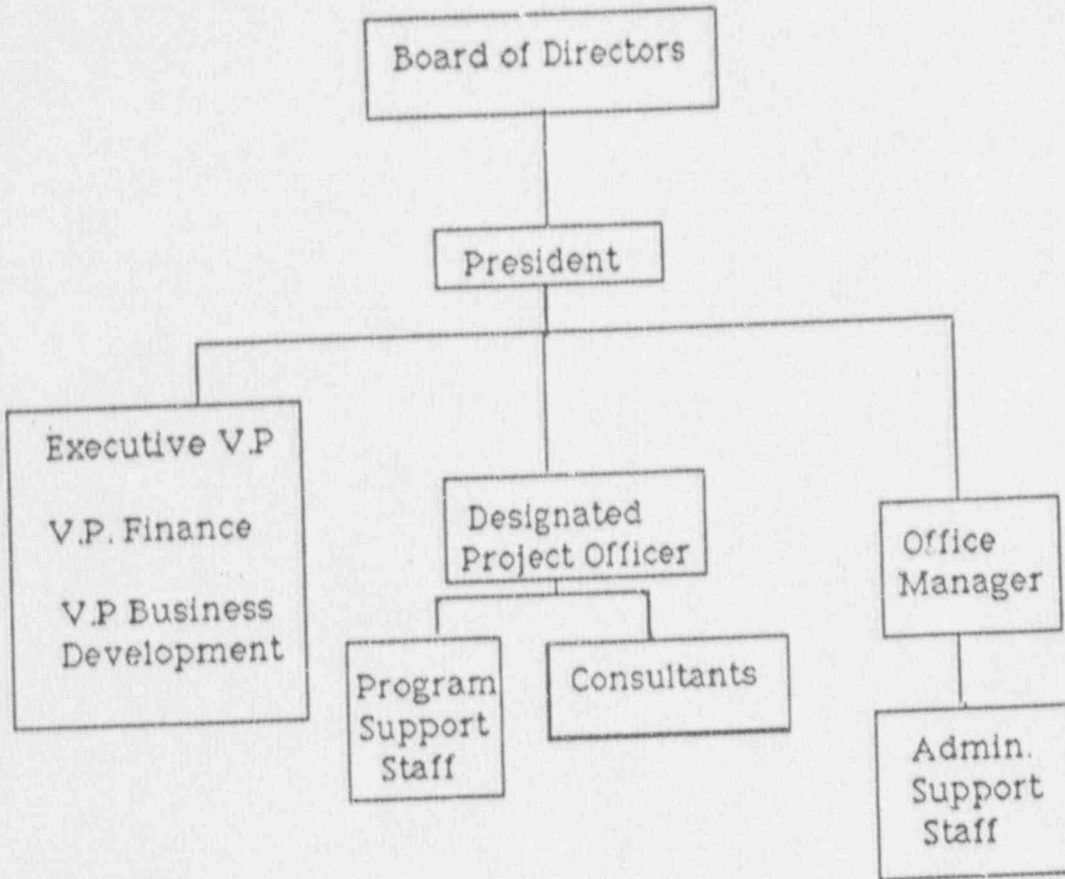 Board of Directors
President
Executive V.P
V.P. Finance
V.P Business
Development
Designated
Project Officer
Office
Manager
Program
Support
Staff
Consultants
Admin.
Support
Staff